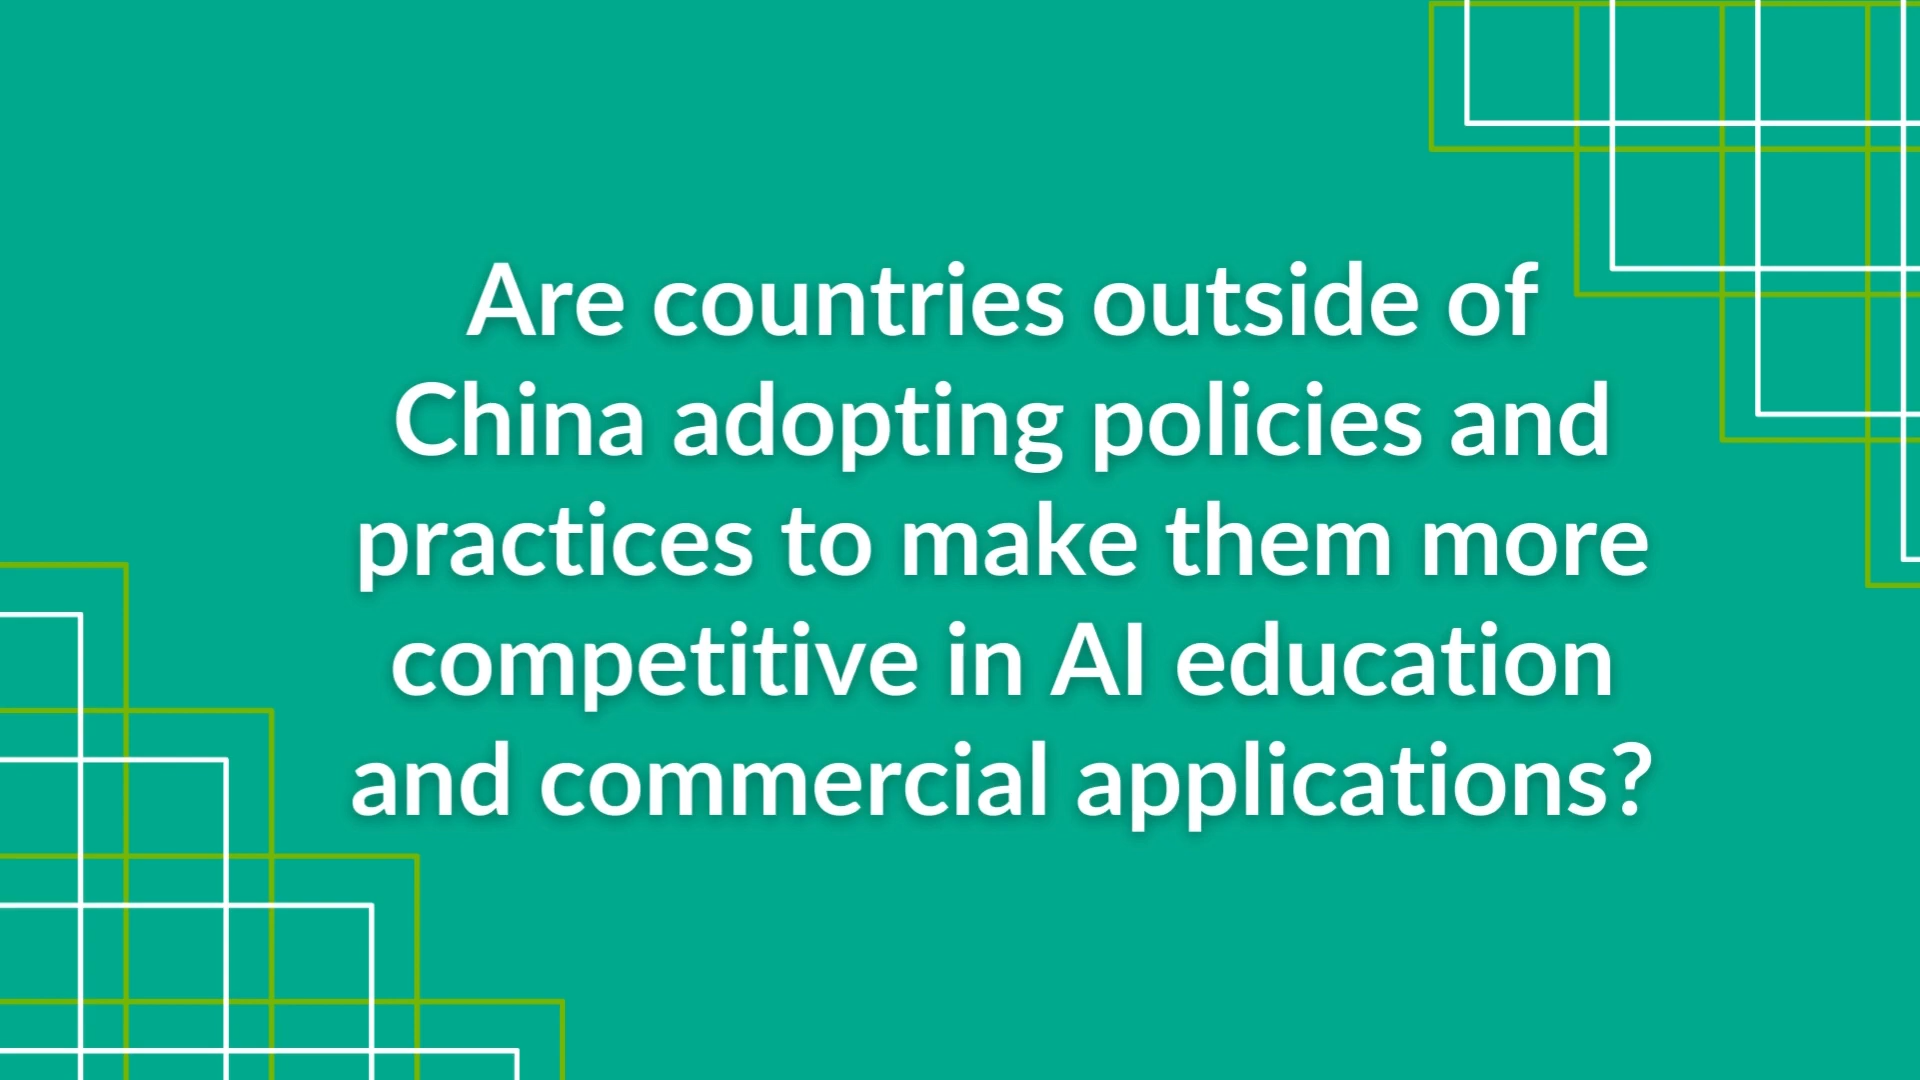 Are countries outside of
China adopting policies and
practices to make them more
competitive in AI education
and commercial applications?